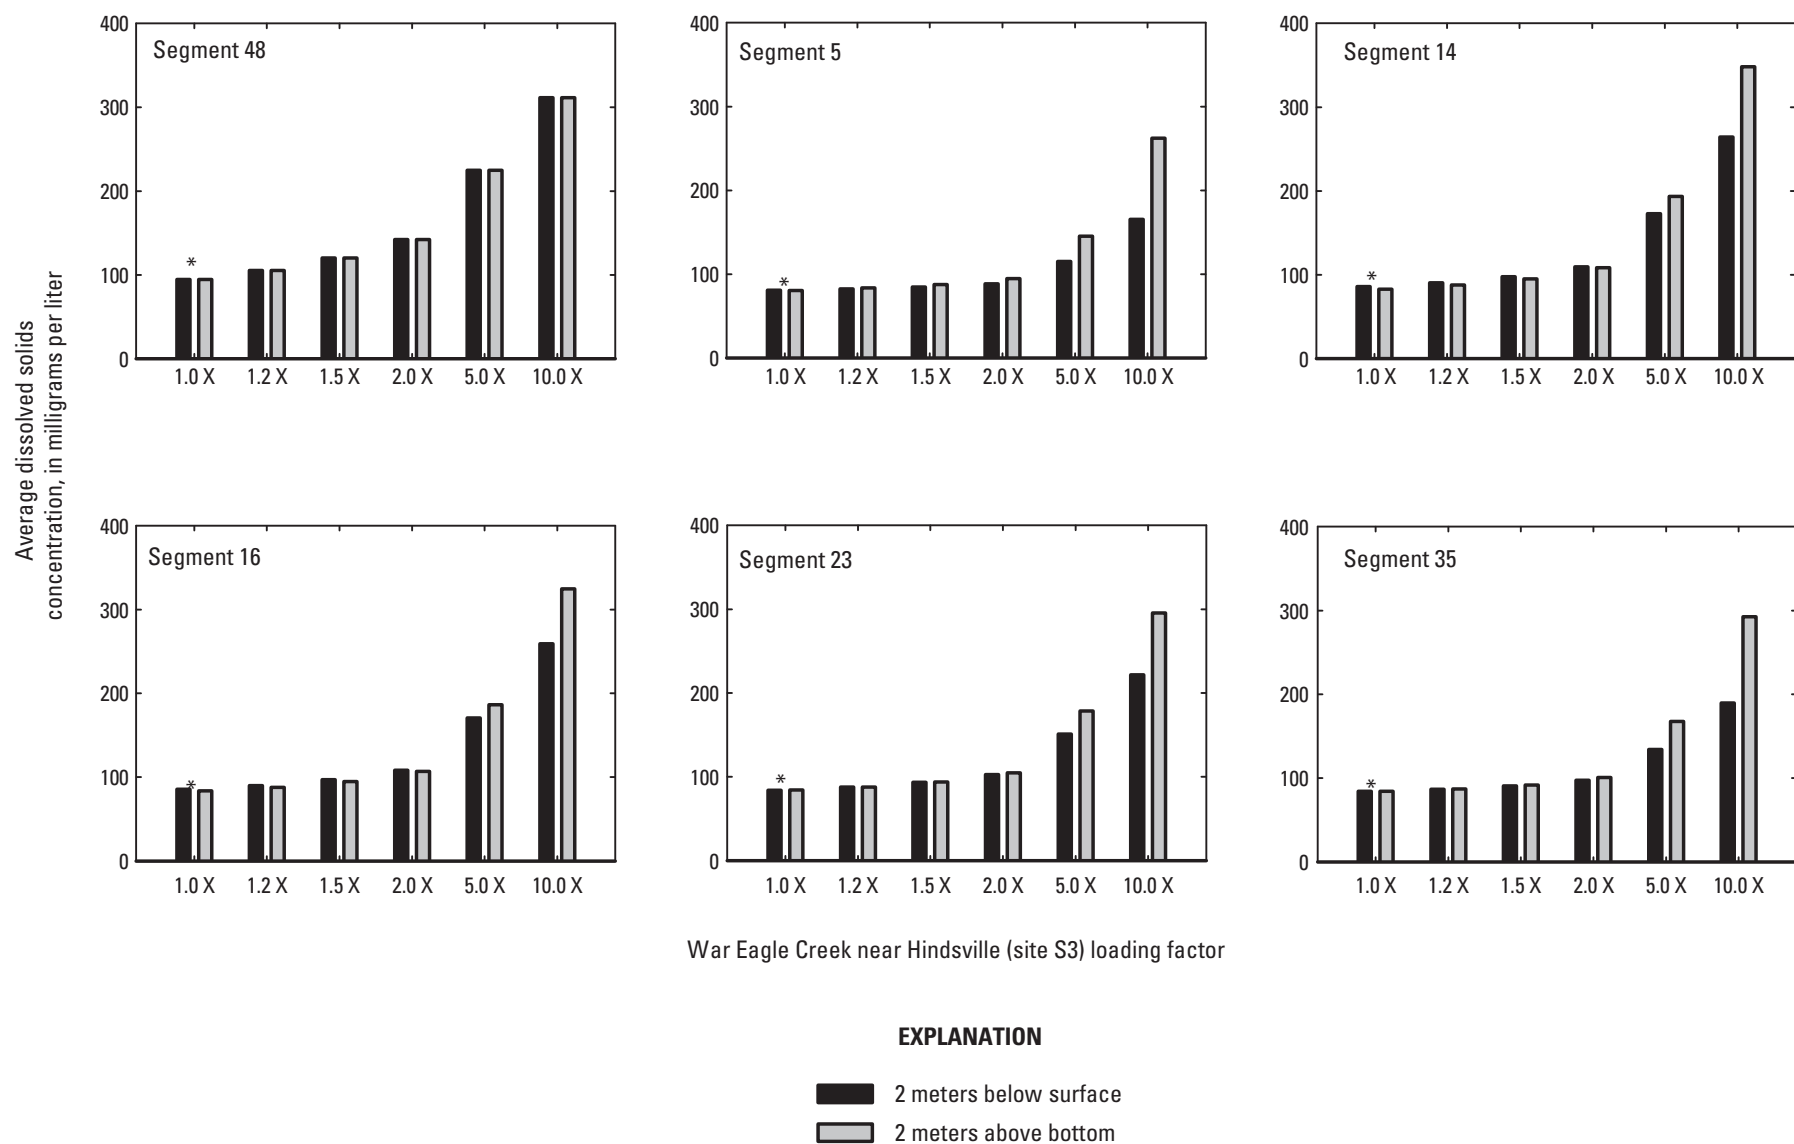 Average dissolved solids
concentration, in milligrams per liter
Segment 48
400
300
200
100
0
*
1.0 X 1.2 X 1.5 X 2.0 X 5.0 X 10.0 X
Segment 5
400
300
200
100
0
*
1.0 X 1.2 X 1.5 X 2.0 X 5.0 X 10.0 X
Segment 14
400
300
200
100
0
*
1.0 X 1.2 X 1.5 X 2.0 X 5.0 X 10.0 X
Segment 16
400
300
200
100
0
*
1.0 X 1.2 X 1.5 X 2.0 X 5.0 X 10.0 X
Segment 23
400
300
200
100
0
*
1.0 X 1.2 X 1.5 X 2.0 X 5.0 X 10.0 X
Segment 35
400
300
200
100
0
*
1.0 X 1.2 X 1.5 X 2.0 X 5.0 X 10.0 X
War Eagle Creek near Hindsville (site S3) loading factor
EXPLANATION
2 meters below surface
2 meters above bottom